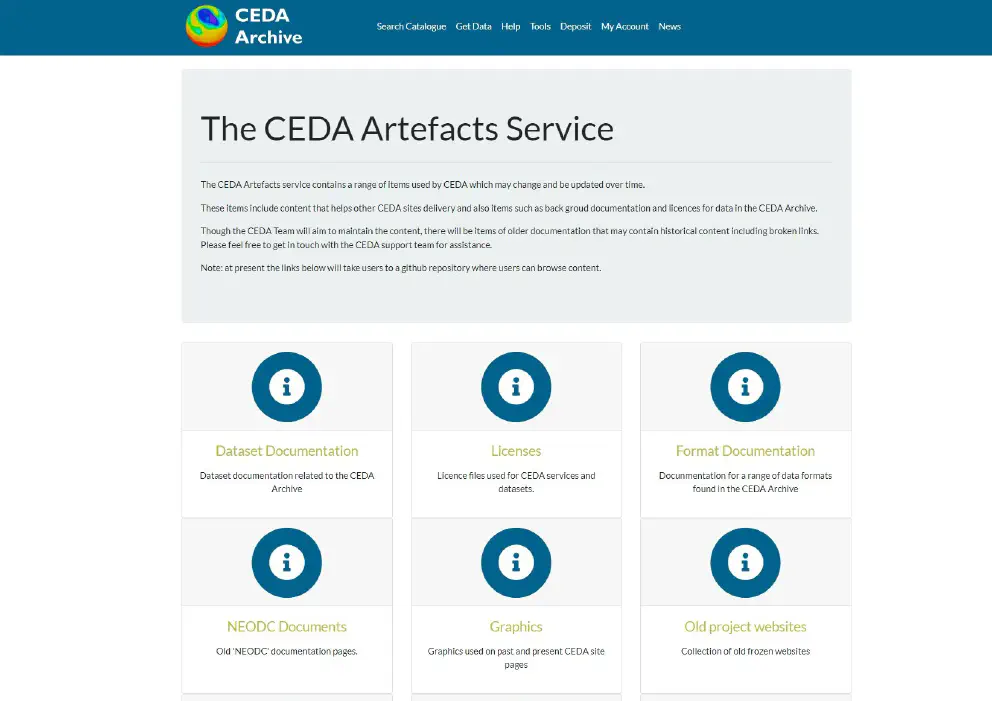 CEDA
Archive
Search Catalogue Get Data Help Tools Deposit My Account News
The CEDA Artefacts Service
The CEDA Artefacts service contains a range of items used by CEDA which may change and be updated over time.
These items include content that helps other CEDA sites delivery and also items such as back groud documentation and licences for data in the CEDA Archive.
Though the CEDA Team will aim to maintain the content, there will be items of older documentation that may contain historical content including broken links.
Please feel free to get in touch with the CEDA support team for assistance.
Note: at present the links below will take users to a github repository where users can browse content.
Dataset Documentation
Dataset documentation related to the CEDA
Archive
Licenses
Licence files used for CEDA services and
datasets.
Format Documentation
Documnentation for a range of data formats
found in the CEDA Archive
NEODC Documents
Old 'NEODC' documentation pages.
Graphics
Graphics used on past and present CEDA site
pages
Old project websites
Collection of old frozen websites